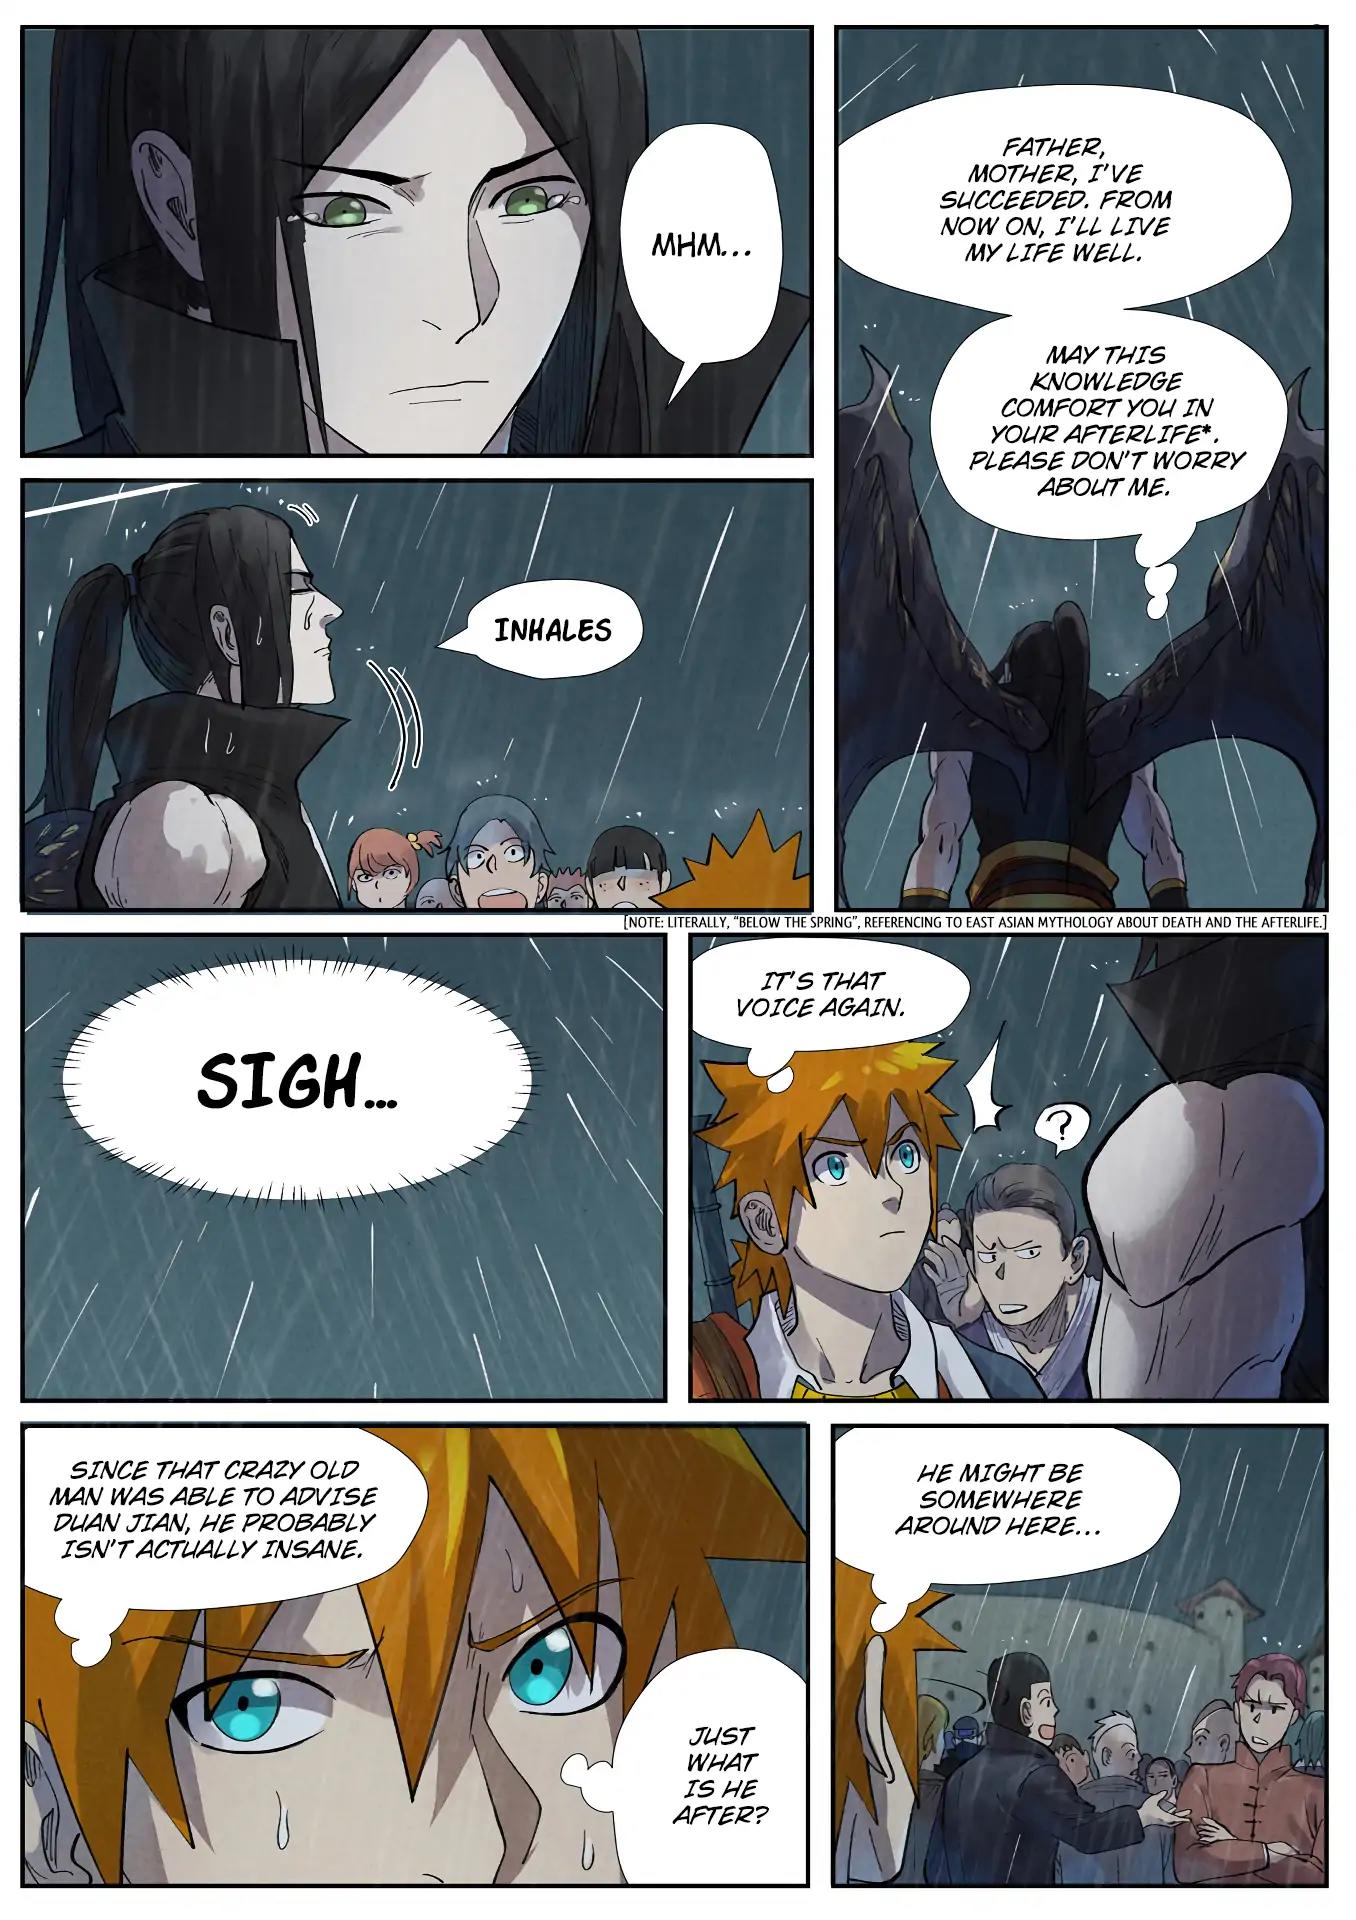 MHM...
FATHER,
MOTHER, I'VE
SUCCEEDED. FROM
NOW ON, I'LL LIVE
MY LIFE WELL.
MAY THIS
KNOWLEDGE
COMFORT YOU IN
YOUR AFTERLIFE*.
PLEASE DON'T WORRY
ABOUT ME.
INHALES
[NOTE: LITERALLY, "BELOW THE SPRING", REFERENCING TO EAST ASIAN MYTHOLOGY ABOUT DEATH AND THE AFTERLIFE.]
SIGH...
IT'S THAT
VOICE AGAIN.
?
SINCE THAT CRAZY OLD
MAN WAS ABLE TO ADVISE
DUAN JIAN, HE PROBABLY
ISN'T ACTUALLY INSANE.
JUST
WHAT
IS HE
AFTER?
HE MIGHT BE
SOMEWHERE
AROUND HERE...